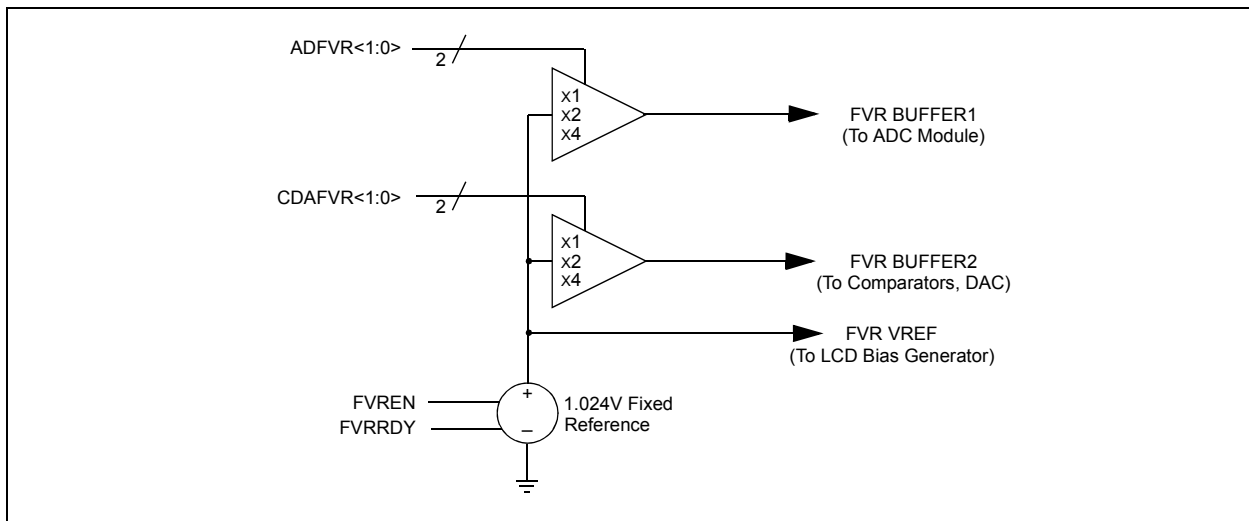 ADFVR<1:0>
2
X1
X2
X4
FVR BUFFER1
(To ADC Module)
CDAFVR<1:0>
2
X1
X2
X4
FVR BUFFER2
(To Comparators, DAC)
FVR VREF
(To LCD Bias Generator)
+
_
FVREN
FVRRDY
1.024V Fixed
Reference